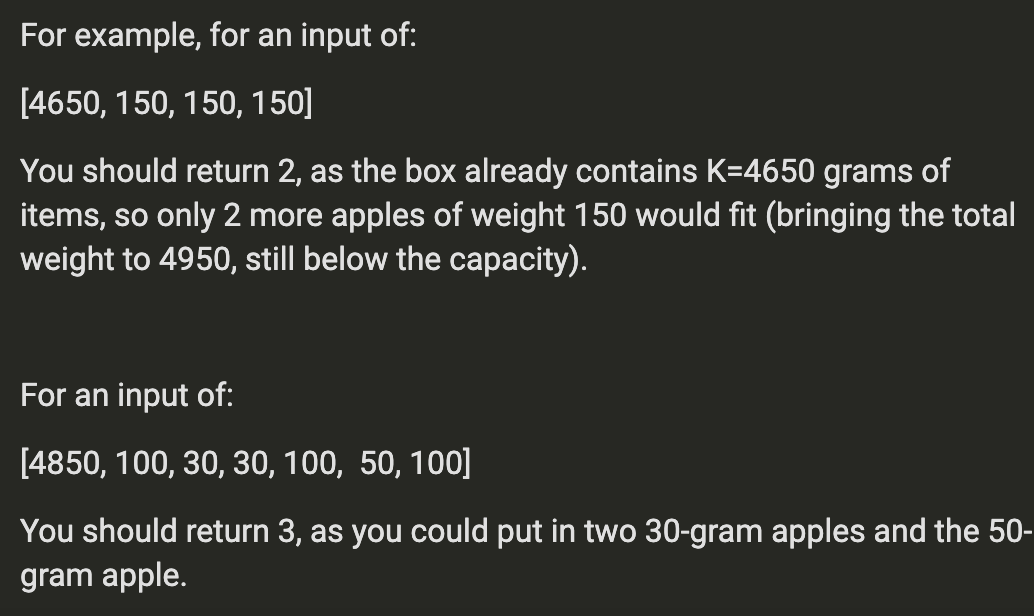 For example, for an input of:
[4650, 150, 150, 150]
You should return 2, as the box already contains K=4650 grams of
items, so only 2 more apples of weight 150 would fit (bringing the total
weight to 4950, still below the capacity).
For an input of:
[4850, 100, 30, 30, 100,  50, 100]
You should return 3, as you could put in two 30-gram apples and the 50-
gram apple.